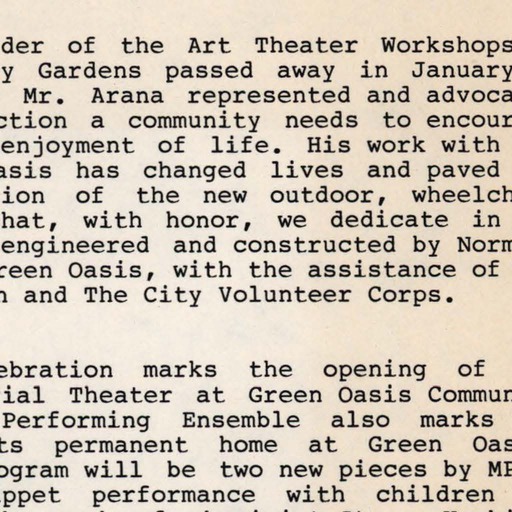 der of the Art Theater Workshops
y Gardens passed away in January
Mr. Arana represented and advoca
ction a community needs to encour
enjoyment of life. His work with
asis has changed lives and paved
ion of the new outdoor, wheelch
hat, with honor, we dedicate in
engineered and constructed by Norm
reen Oasis, with the assistance of
n and The City Volunteer Corps.
ebration marks the opening of
ial Theater at Green Oasis Commun
Performing Ensemble also marks
ts permanent home at Green Oas
ogram will be two new pieces by MP
uppet performance with children